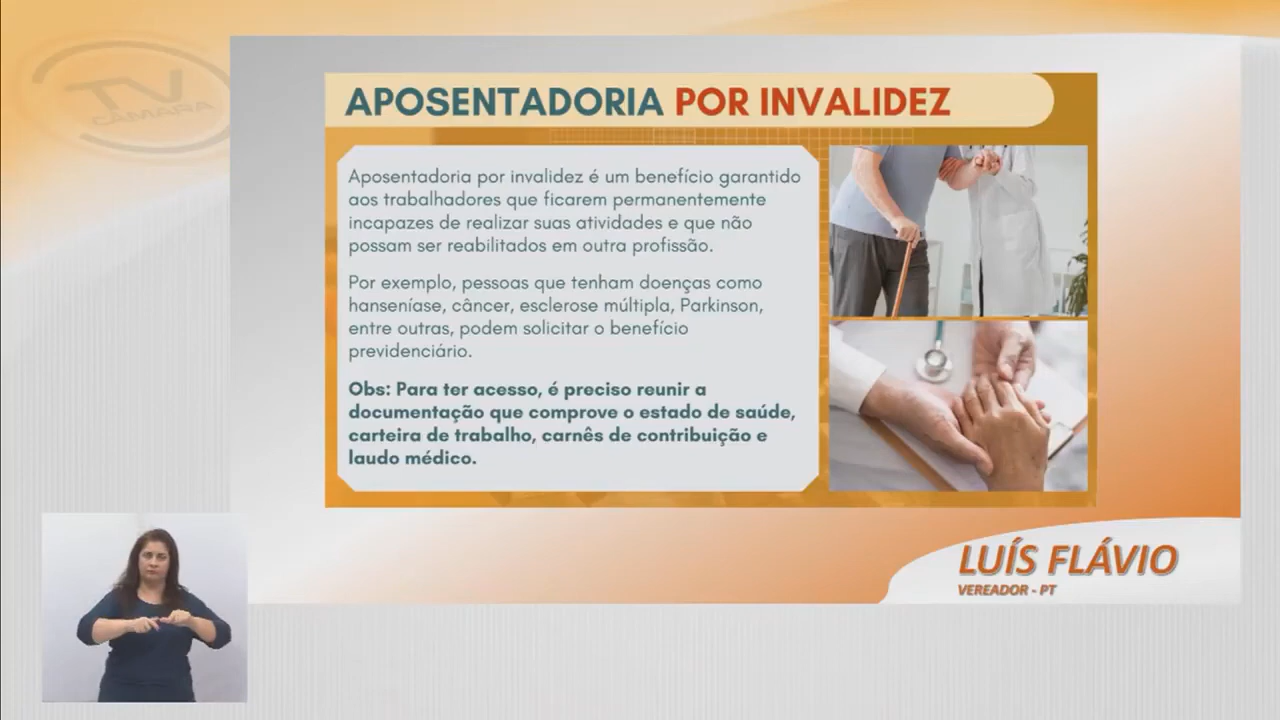 TV
CÂMARA
APOSENTADORIA POR INVALIDEZ
Aposentadoria por invalidez é um benefício garantido
aos trabalhadores que ficarem permanentemente
incapazes de realizar suas atividades e que não
possam ser reabilitados em outra profissão.
Por exemplo, pessoas que tenham doenças como
hanseníase, câncer, esclerose múltipla, Parkinson,
entre outras, podem solicitar o benefício
previdenciário.
Obs: Para ter acesso, é preciso reunir a
documentação que comprove o estado de saúde,
carteira de trabalho, carnês de contribuição e
laudo médico.
LUÍS FLÁVIO
VEREADOR - PT